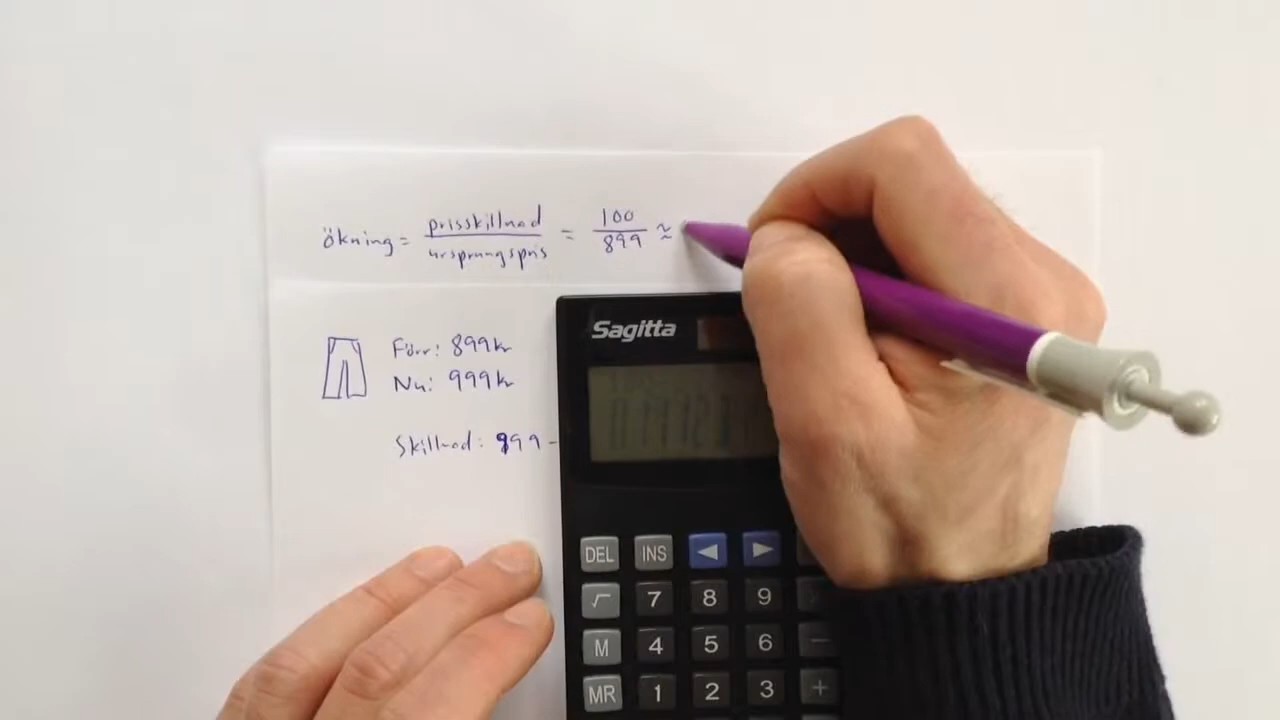 ökning = prisskillnad / ursprungspris = 100 / 899 ≈
Förr: 899kr
Nu: 999kr
Skillnad: 999 -
Sagitta
DEL INS ◀ ▶
√ 7 8 9
M 4 5 6 −
MR 1 2 3 +